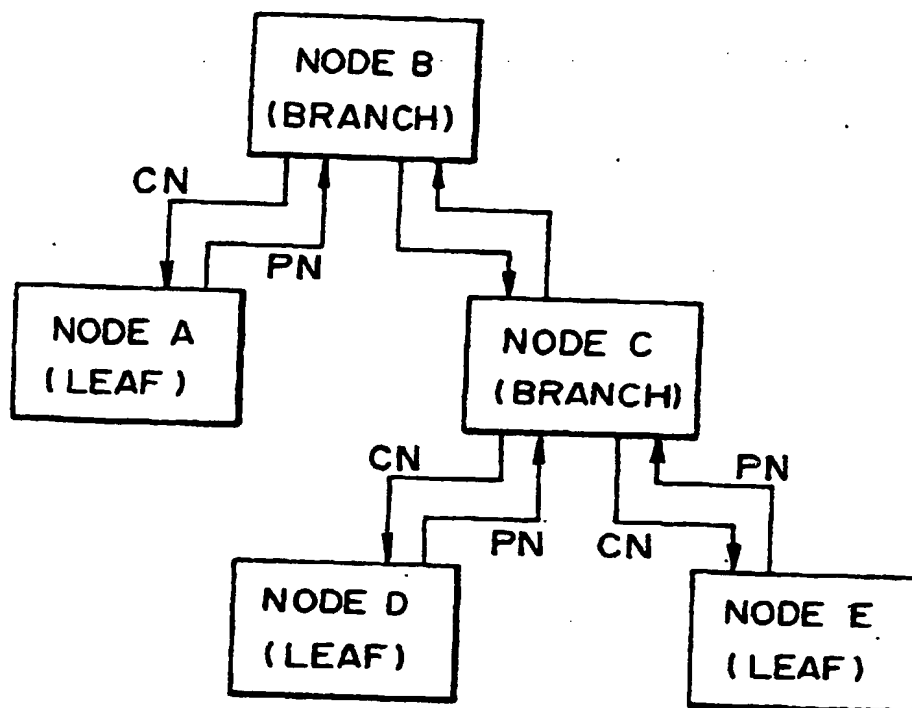 NODE B
(BRANCH)
CN
PN
NODE A
(LEAF)
NODE C
(BRANCH)
CN
PN
PN
CN
NODE D
(LEAF)
NODE E
(LEAF)